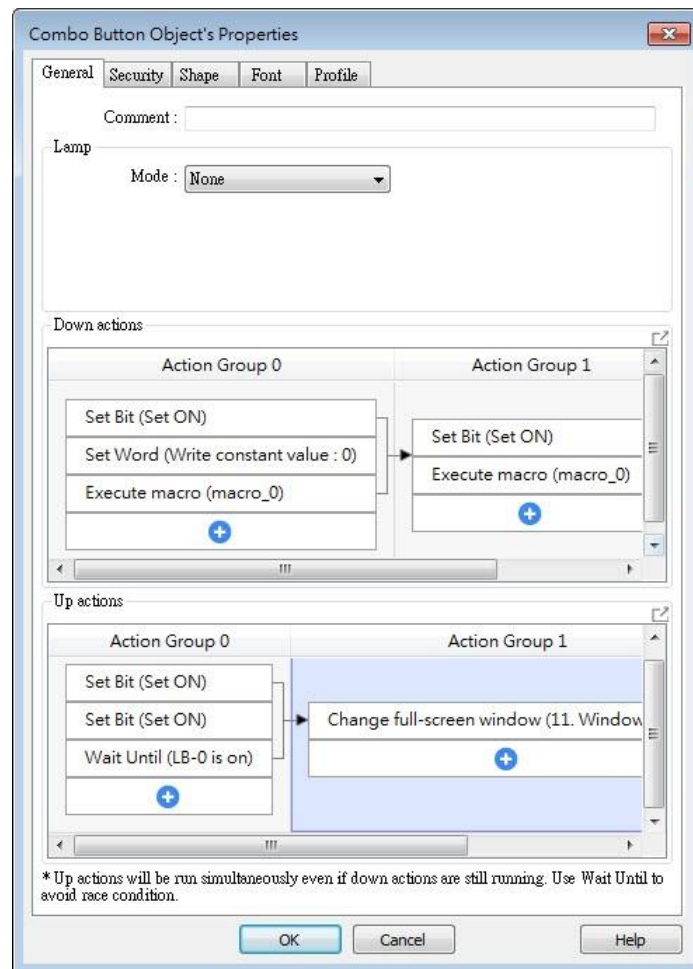 Combo Button Object's Properties
General Security Shape Font Profile
Comment :
Lamp
Mode : None
Down actions
Action Group 0 Action Group 1
Set Bit (Set ON)
Set Word (Write constant value : 0)
Execute macro (macro_0)
Set Bit (Set ON)
Execute macro (macro_0)
Up actions
Action Group 0 Action Group 1
Set Bit (Set ON)
Set Bit (Set ON)
Wait Until (LB-0 is on)
Change full-screen window (11. Window
* Up actions will be run simultaneously even if down actions are still running. Use Wait Until to
avoid race condition.
OK Cancel Help